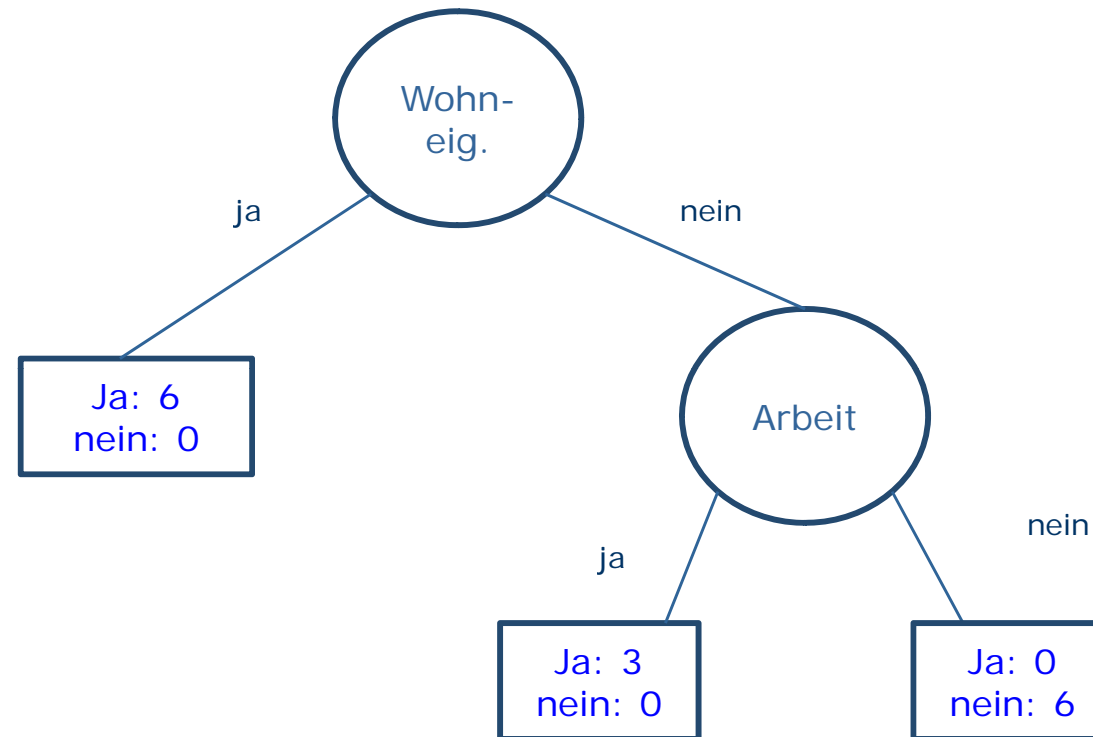 Wohn-
eig.
ja
nein
Ja: 6
nein: 0
Arbeit
ja
nein
Ja: 3
nein: 0
Ja: 0
nein: 6